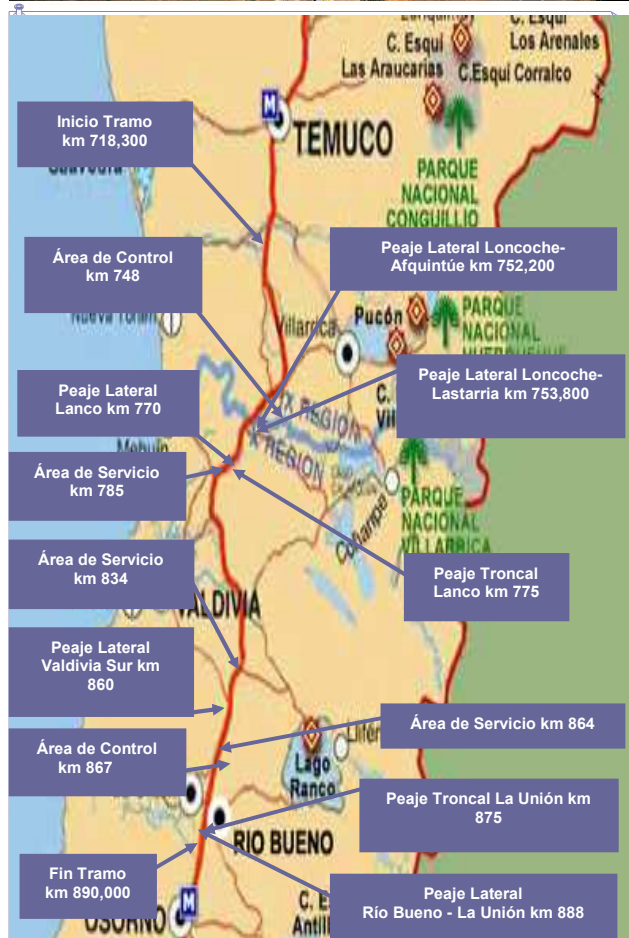 C. Esquí
Los Arenales
C. Esquí
Las Araucarias
C.Esquí Corralco
Inicio Tramo
km 718,300
M
TEMUCO
PARQUE
NACIONAL
CONGUILLIO
Área de Control
km 748
Peaje Lateral Loncoche-
Afquintúe km 752,200
Villarrica
Pucón
PARQUE
NACIONAL
Peaje Lateral
Lanco km 770
IX REGION
X REGION
Peaje Lateral Loncoche-
Lastarria km 753,800
Área de Servicio
km 785
Coñaripe
PARQUE
NACIONAL
VILLARRICA
Área de Servicio
km 834
Peaje Troncal
Lanco km 775
VALDIVIA
Peaje Lateral
Valdivia Sur km
860
Área de Servicio km 864
Área de Control
km 867
Lago
Ranco
Peaje Troncal La Unión km
875
RIO BUENO
Fin Tramo
km 890,000
Peaje Lateral
Río Bueno - La Unión km 888
M
OSORNO